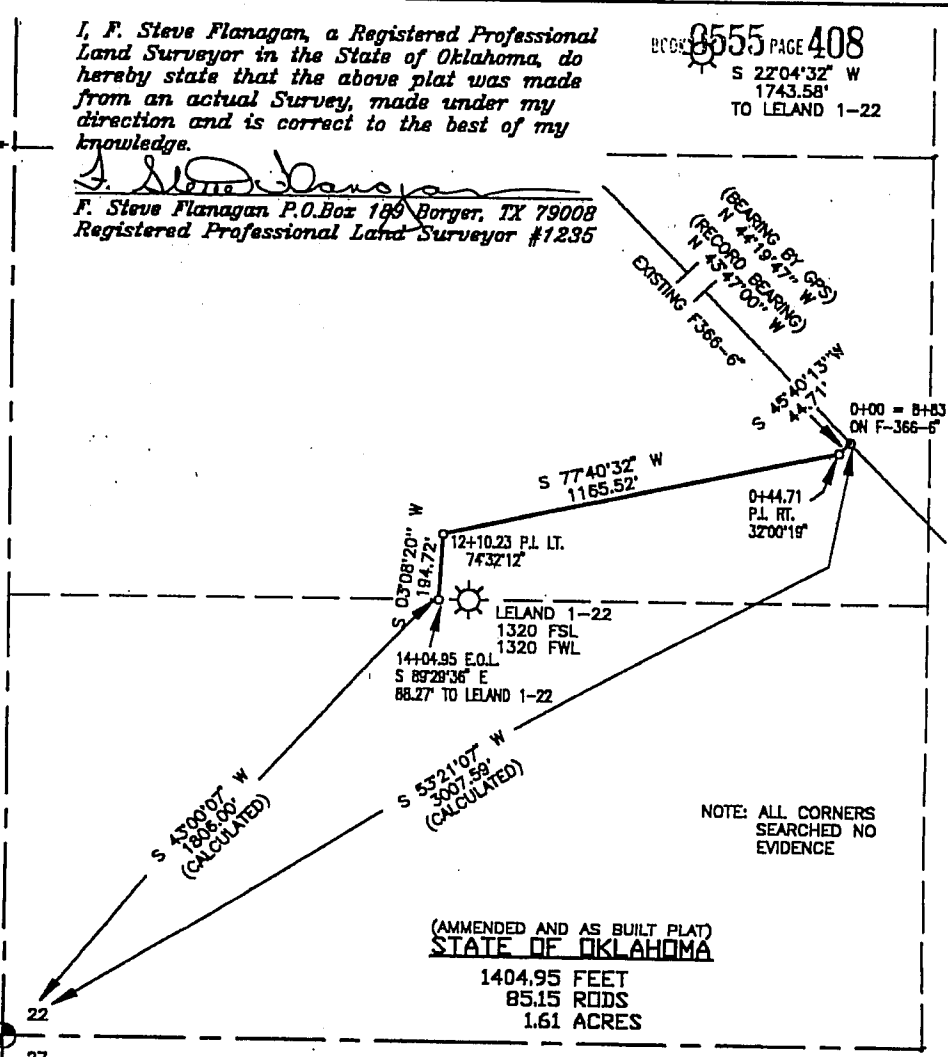 I, F. Steve Flanagan, a Registered Professional
Land Surveyor in the State of Oklahoma, do
hereby state that the above plat was made
from an actual Survey, made under my
direction and is correct to the best of my
knowledge.
F. Steve Flanagan P.O.Box 189 Borger, TX 79008
Registered Professional Land Surveyor #1235
BOOK 0555 PAGE 408
S 22°04'32" W
1743.58'
TO LELAND 1-22
(BEARING BY GPS)
N 44°19'47" W
(RECORD BEARING)
N 43°47'00" W
EXISTING F366-6"
S 45°40'13" W
44.71'
0+00 = 8+83
ON F-366-6"
S 77°40'32" W
1165.52'
0+44.71
P.I. RT.
32°00'19"
12+10.23 P.I. LT.
74°32'12"
S 03°08'20" W
194.72'
LELAND 1-22
1320 FSL
1320 FWL
14+04.95 E.O.L.
S 89°29'36" E
88.27' TO LELAND 1-22
S 43°00'07" W
1806.00'
(CALCULATED)
S 53°21'07" W
3007.59'
(CALCULATED)
NOTE: ALL CORNERS
SEARCHED NO
EVIDENCE
(AMMENDED AND AS BUILT PLAT)
STATE OF OKLAHOMA
1404.95 FEET
85.15 RODS
1.61 ACRES
22
27